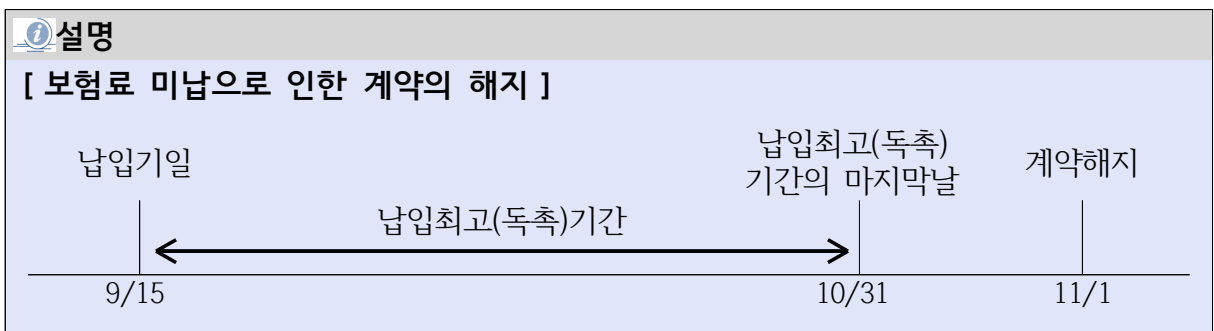 설명
[ 보험료 미납으로 인한 계약의 해지 ]
납입기일
납입최고(독촉)
기간의 마지막날
계약해지
납입최고(독촉)기간
9/15
10/31
11/1